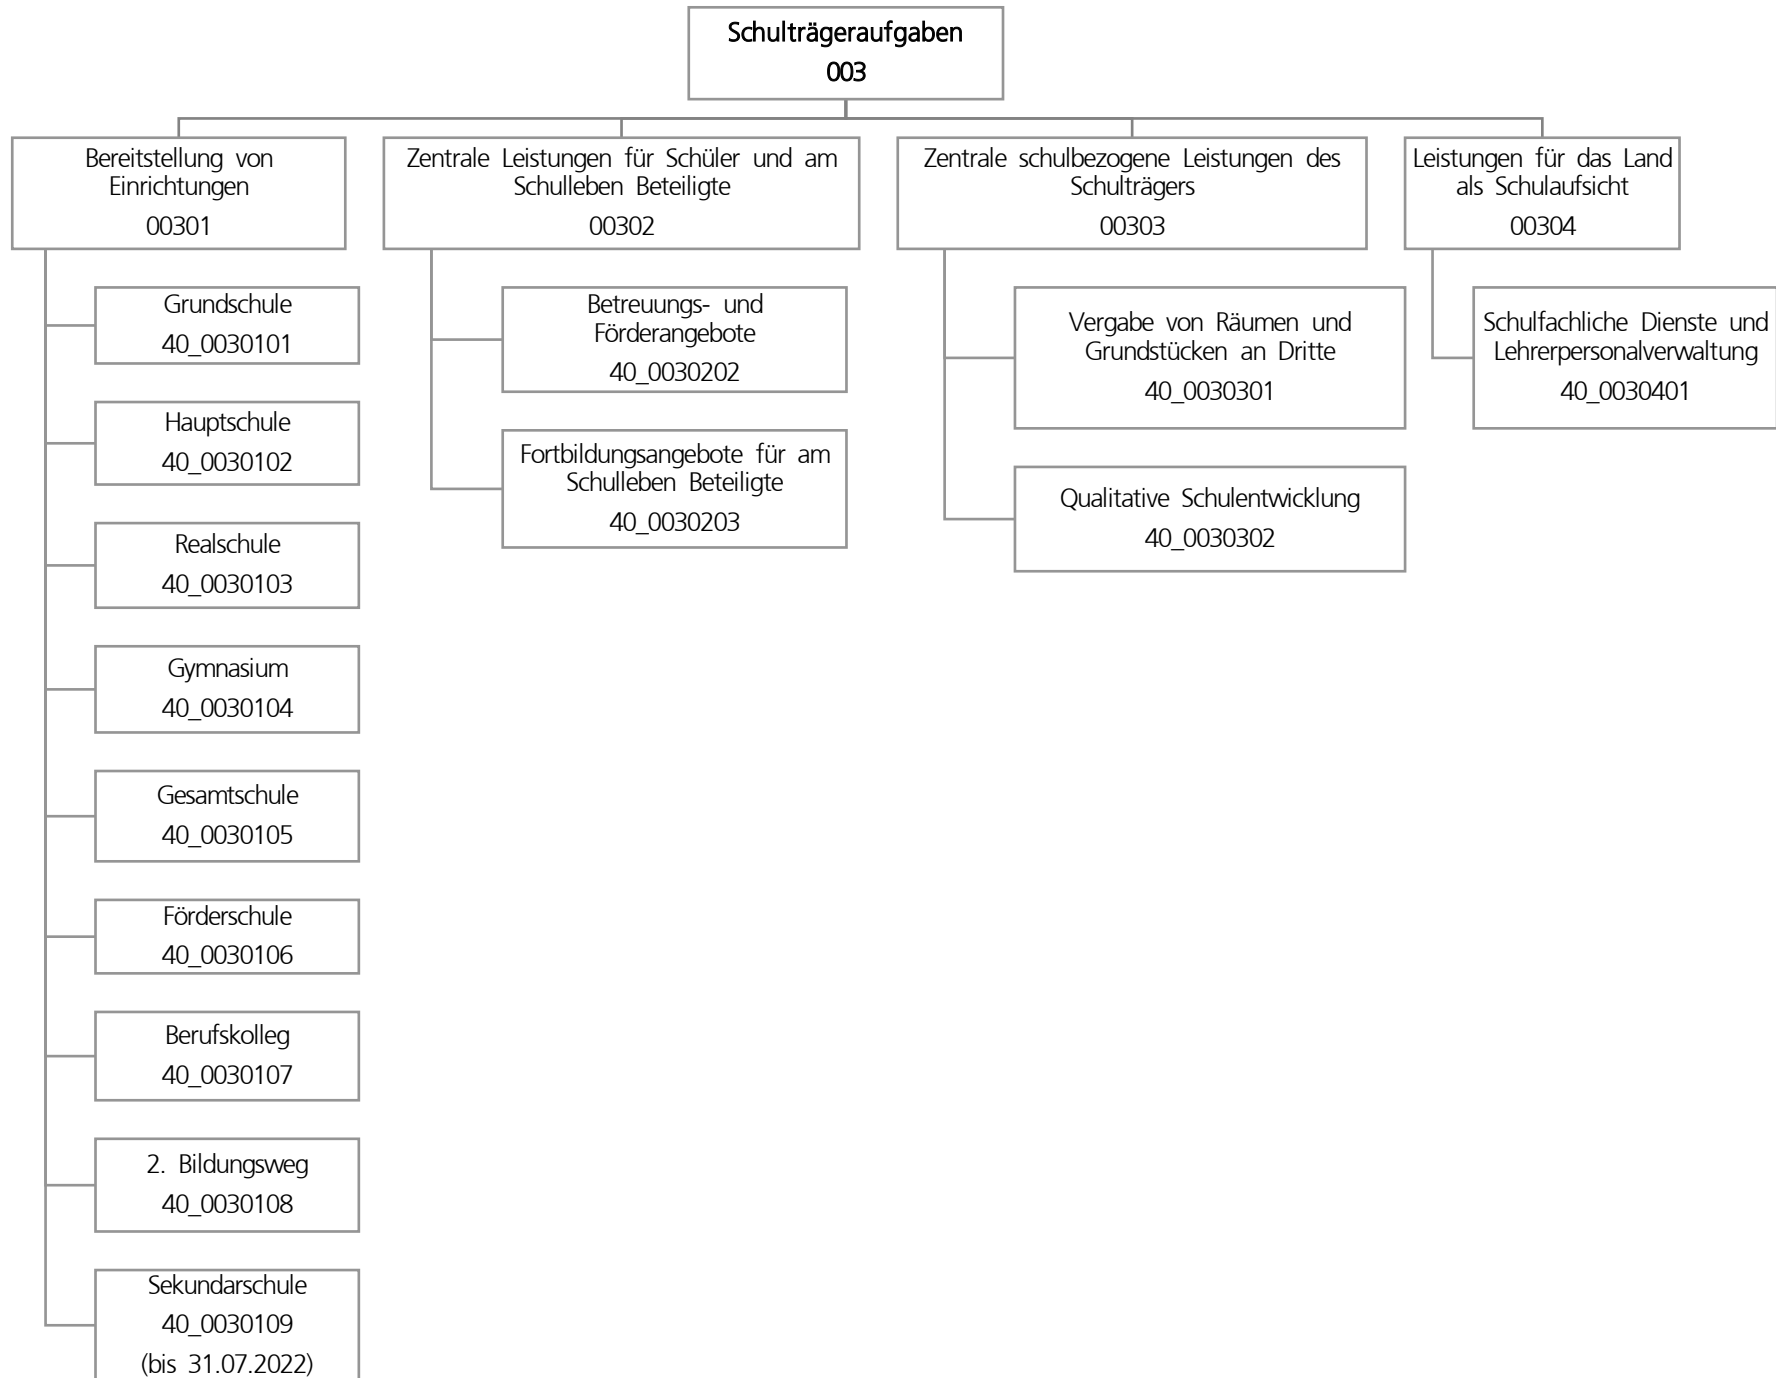 Schulträgeraufgaben
003
Bereitstellung von
Einrichtungen
00301
Grundschule
40_0030101
Hauptschule
40_0030102
Realschule
40_0030103
Gymnasium
40_0030104
Gesamtschule
40_0030105
Förderschule
40_0030106
Berufskolleg
40_0030107
2. Bildungsweg
40_0030108
Sekundarschule
40_0030109
(bis 31.07.2022)
Zentrale Leistungen für Schüler und am
Schulleben Beteiligte
00302
Betreuungs- und
Förderangebote
40_0030202
Fortbildungsangebote für am
Schulleben Beteiligte
40_0030203
Zentrale schulbezogene Leistungen des
Schulträgers
00303
Vergabe von Räumen und
Grundstücken an Dritte
40_0030301
Qualitative Schulentwicklung
40_0030302
Leistungen für das Land
als Schulaufsicht
00304
Schulfachliche Dienste und
Lehrerpersonalverwaltung
40_0030401